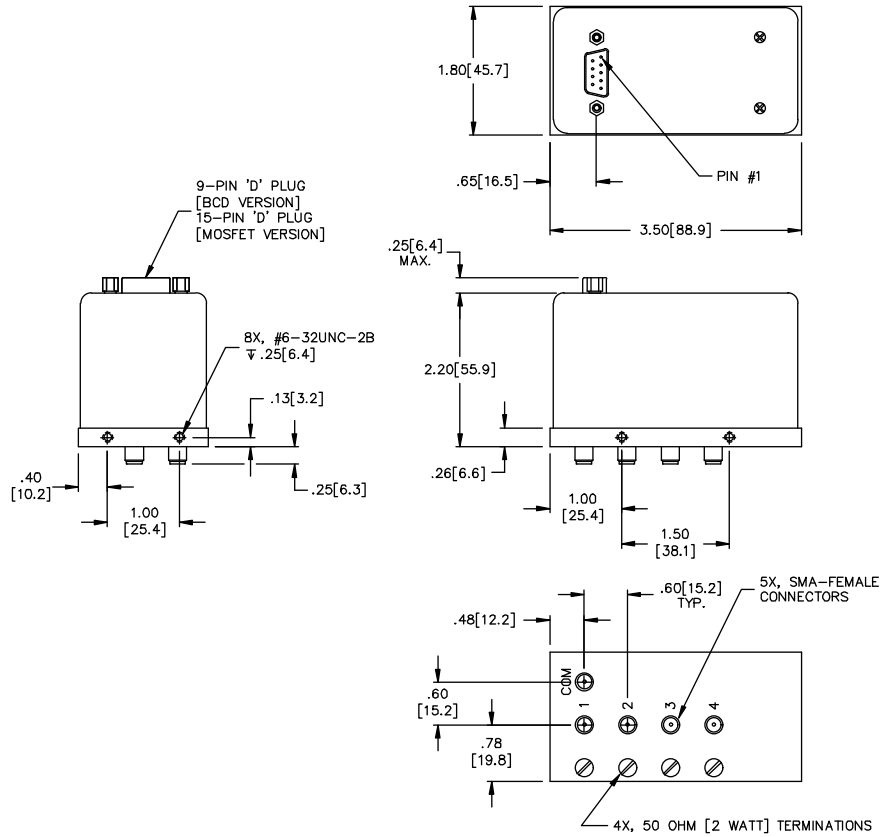 1.80[45.7]
.65[16.5]
PIN #1
3.50[88.9]
9-PIN 'D' PLUG
[BCD VERSION]
15-PIN 'D' PLUG
[MOSFET VERSION]
.25[6.4]
MAX.
8X, #6-32UNC-2B
↧ .25[6.4]
.13[3.2]
2.20[55.9]
.40
[10.2]
1.00
[25.4]
.25[6.3]
.26[6.6]
1.00
[25.4]
1.50
[38.1]
.60[15.2]
TYP.
5X, SMA-FEMALE
CONNECTORS
.48[12.2]
COM
.60
[15.2]
1 2 3 4
.78
[19.8]
4X, 50 OHM [2 WATT] TERMINATIONS